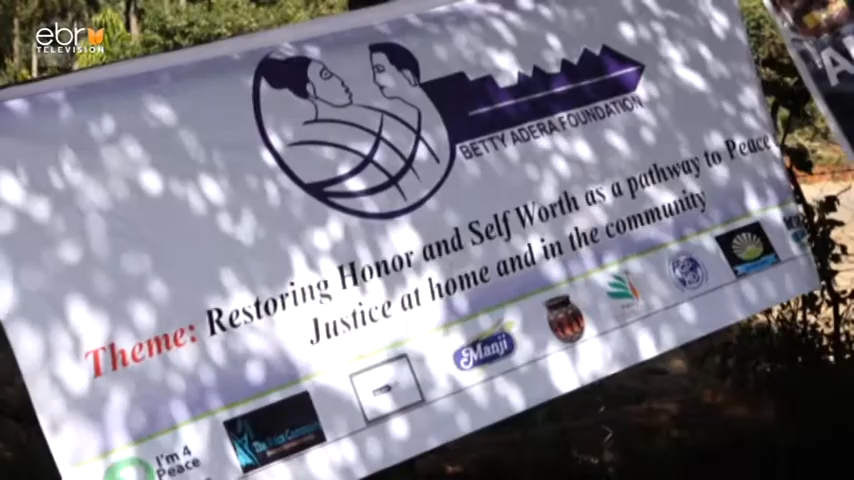 ebru
TELEVISION
BETTY ADERA FOUNDATION
Theme: Restoring Honor and Self Worth as a pathway to Peace
Justice at home and in the community
Manji
I'm 4
Peace